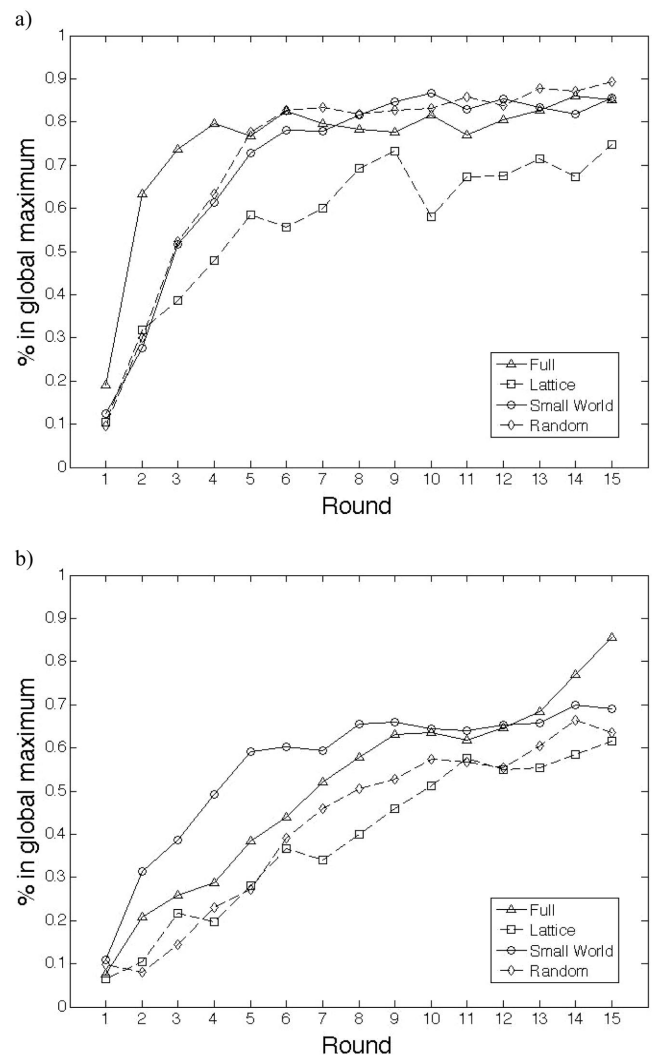 a)
1
0.9
0.8
0.7
0.6
0.5
0.4
0.3
0.2
0.1
0
% in global maximum
Full
Lattice
Small World
Random
1 2 3 4 5 6 7 8 9 10 11 12 13 14 15
Round
b)
1
0.9
0.8
0.7
0.6
0.5
0.4
0.3
0.2
0.1
0
% in global maximum
Full
Lattice
Small World
Random
1 2 3 4 5 6 7 8 9 10 11 12 13 14 15
Round